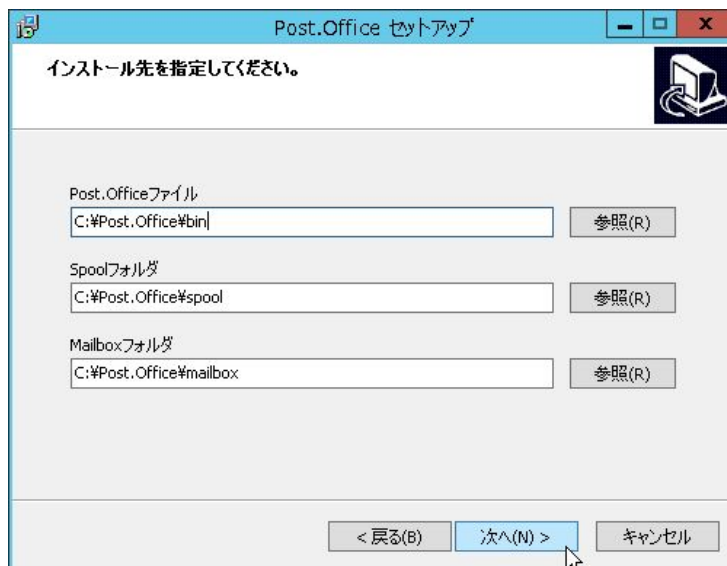 Post.Office セットアップ
インストール先を指定してください。
Post.Officeファイル
C:¥Post.Office¥bin
参照(R)
Spoolフォルダ
C:¥Post.Office¥spool
参照(R)
Mailboxフォルダ
C:¥Post.Office¥mailbox
参照(R)
< 戻る(B)
次へ(N) >
キャンセル